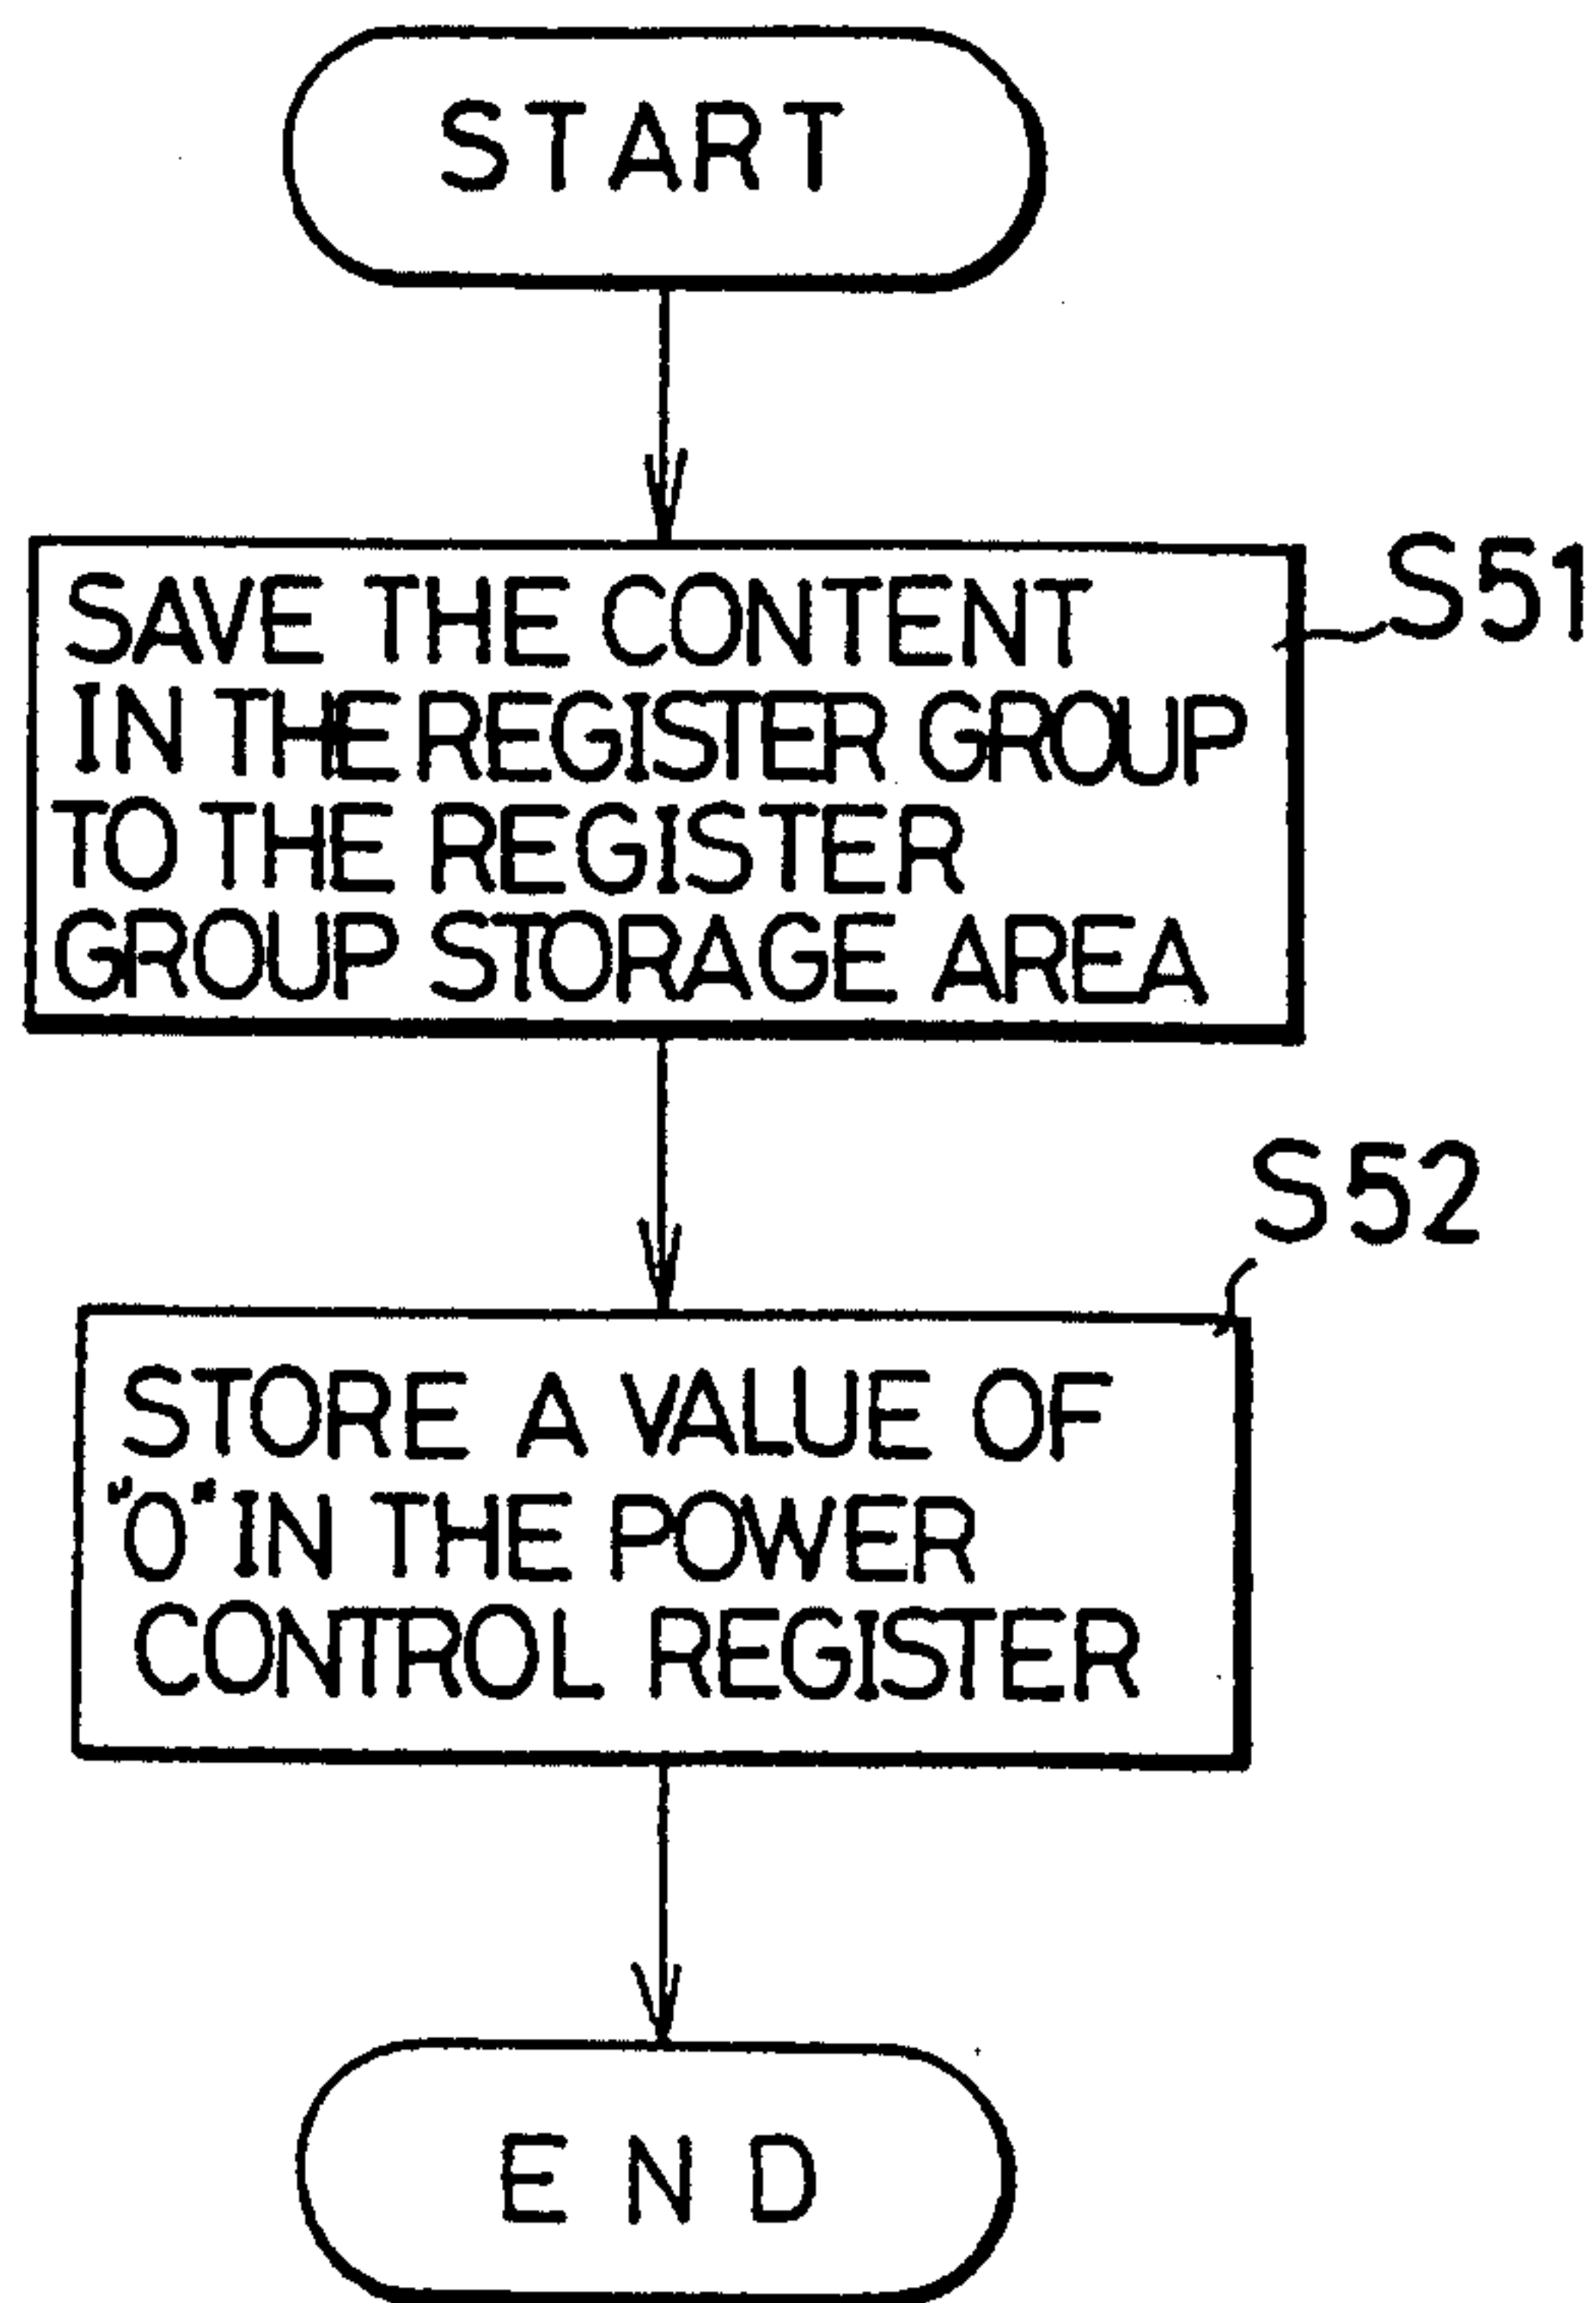 START
SAVE THE CONTENT
IN THE REGISTER GROUP
TO THE REGISTER
GROUP STORAGE AREA
S51
S52
STORE A VALUE OF
"0" IN THE POWER
CONTROL REGISTER
END